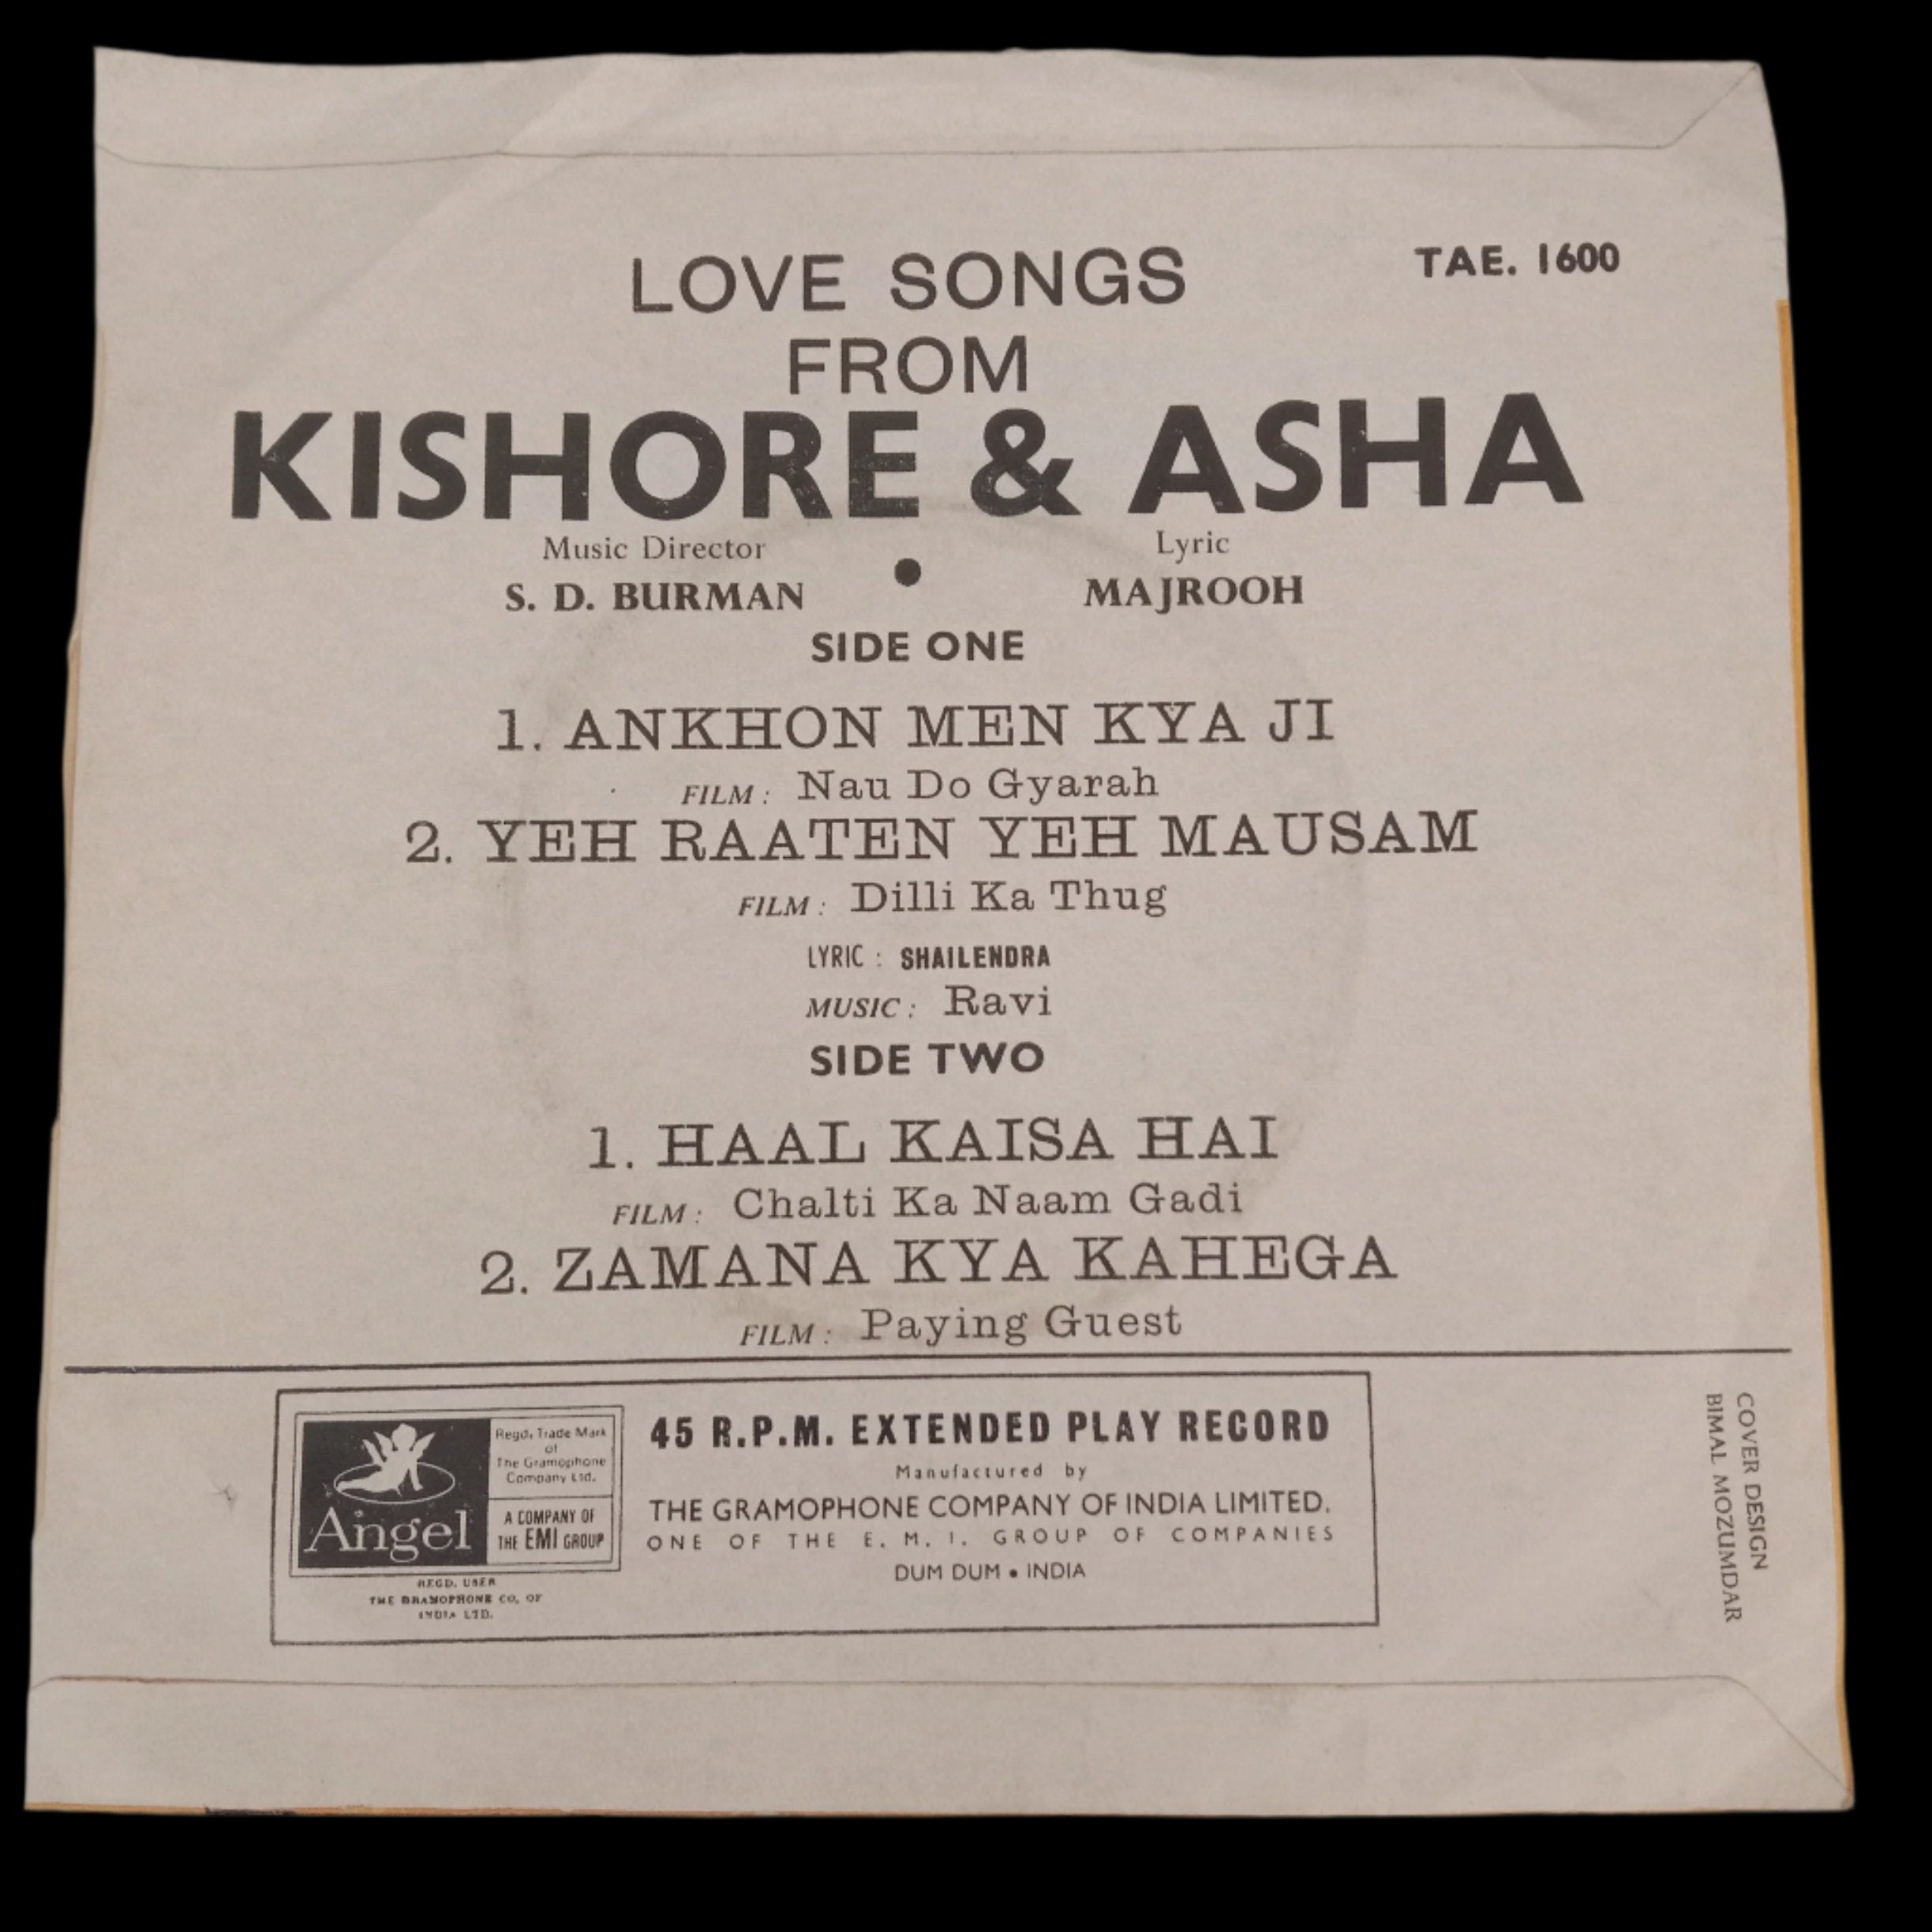 TAE. 1600
LOVE SONGS
FROM
KISHORE & ASHA
Music Director
S. D. BURMAN
•
Lyric
MAJROOH
SIDE ONE
1. ANKHON MEN KYA JI
FILM : Nau Do Gyarah
2. YEH RAATEN YEH MAUSAM
FILM : Dilli Ka Thug
LYRIC : SHAILENDRA
MUSIC : Ravi
SIDE TWO
1. HAAL KAISA HAI
FILM : Chalti Ka Naam Gadi
2. ZAMANA KYA KAHEGA
FILM : Paying Guest
Angel
Regd. Trade Mark
of
The Gramophone
Company Ltd.
A COMPANY OF
THE EMI GROUP
REGD. USER
THE GRAMOPHONE CO. OF
INDIA LTD.
45 R.P.M. EXTENDED PLAY RECORD
Manufactured by
THE GRAMOPHONE COMPANY OF INDIA LIMITED.
ONE OF THE E. M. I. GROUP OF COMPANIES
DUM DUM • INDIA
COVER DESIGN
BIMAL MOZUMDAR